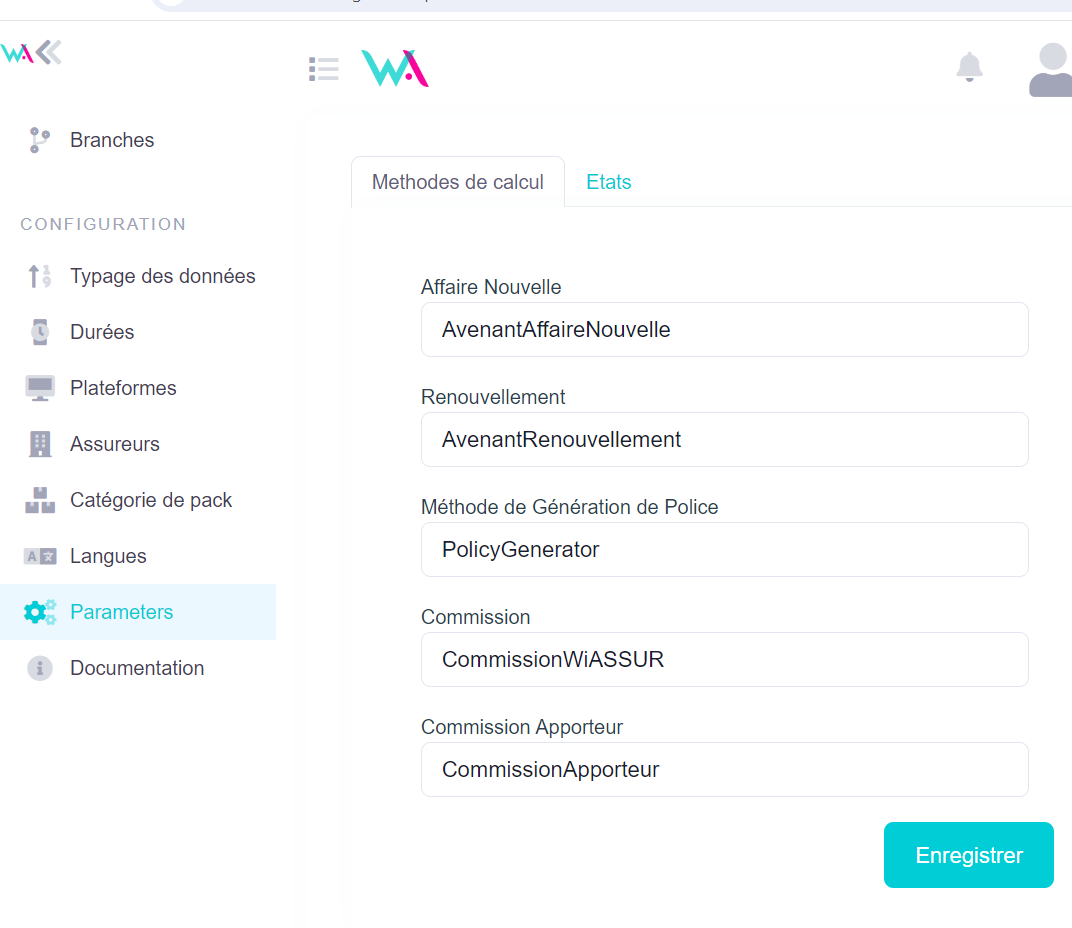 WA
WA
Branches
CONFIGURATION
Typage des données
Durées
Plateformes
Assureurs
Catégorie de pack
Langues
Parameters
Documentation
Methodes de calcul
Etats
Affaire Nouvelle
AvenantAffaireNouvelle
Renouvellement
AvenantRenouvellement
Méthode de Génération de Police
PolicyGenerator
Commission
CommissionWiASSUR
Commission Apporteur
CommissionApporteur
Enregistrer